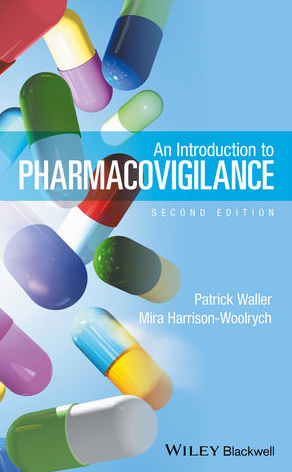 An Introduction to
PHARMACOVIGILANCE
SECOND EDITION
Patrick Waller
Mira Harrison-Woolrych
WILEY Blackwell